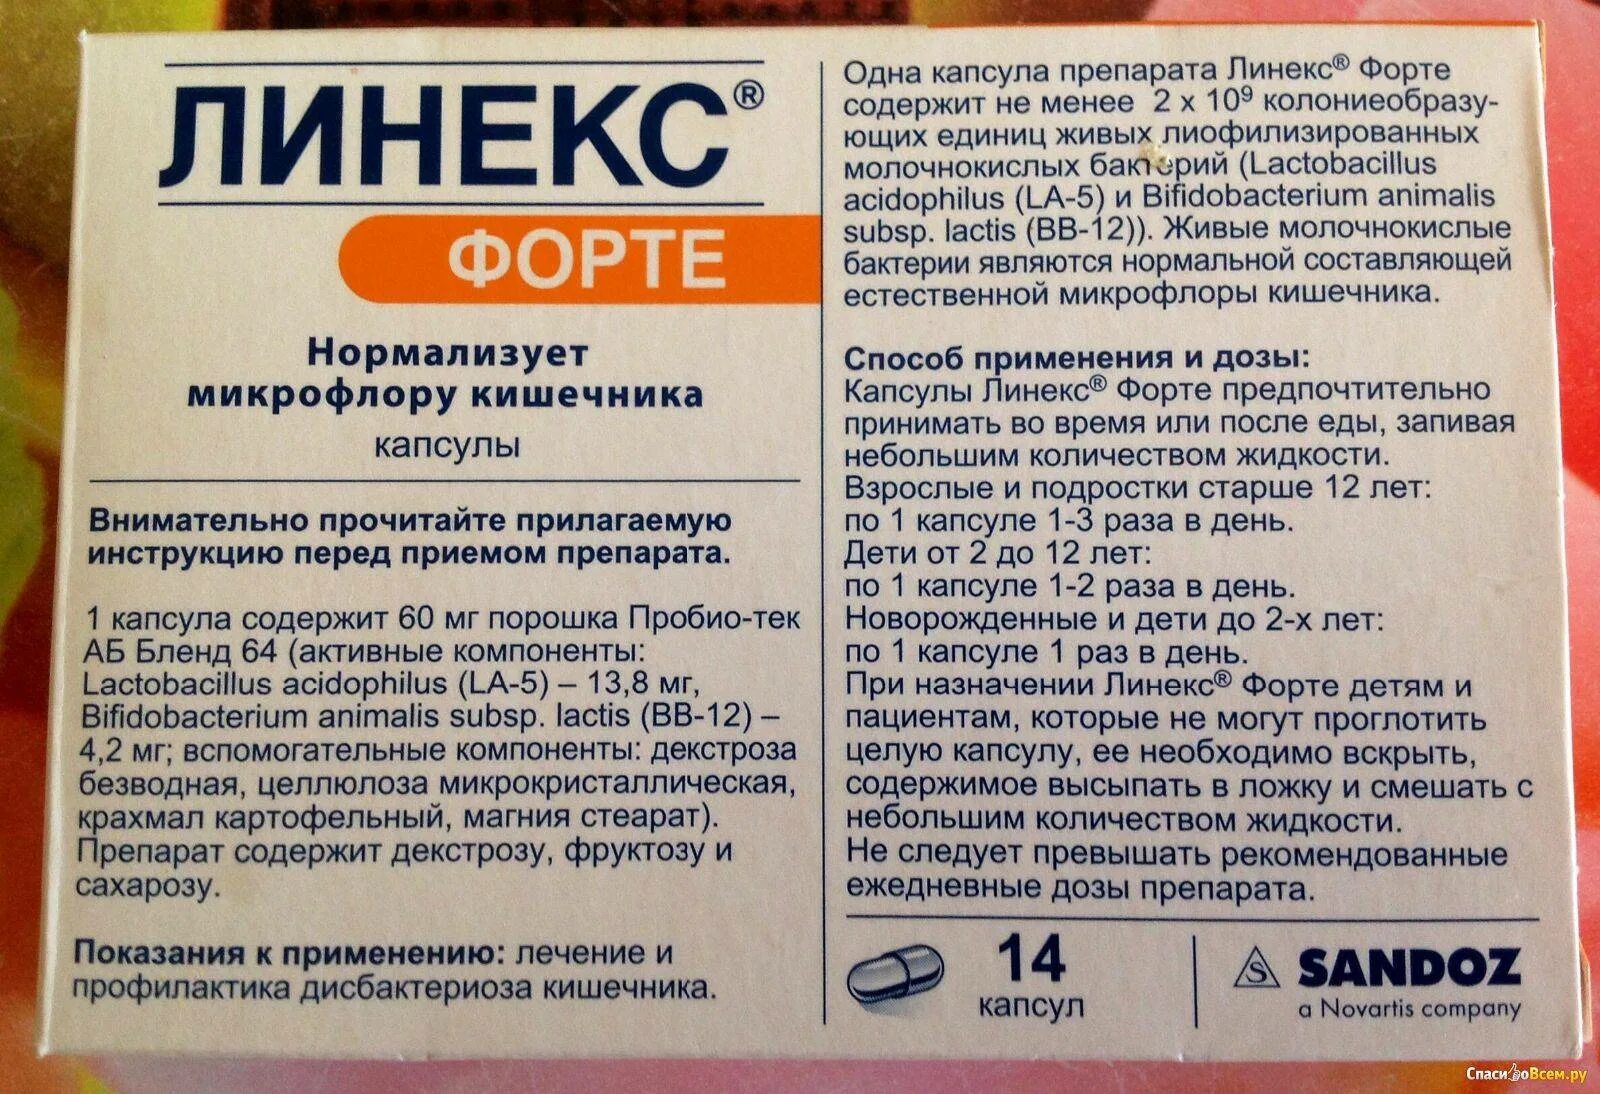 ЛИНЕКС®
ФОРТЕ
Нормализует
микрофлору кишечника
капсулы
Внимательно прочитайте прилагаемую
инструкцию перед приемом препарата.
1 капсула содержит 60 мг порошка Пробио-тек
АБ Бленд 64 (активные компоненты:
Lactobacillus acidophilus (LA-5) – 13,8 мг,
Bifidobacterium animalis subsp. lactis (BB-12) –
4,2 мг; вспомогательные компоненты: декстроза
безводная, целлюлоза микрокристаллическая,
крахмал картофельный, магния стеарат).
Препарат содержит декстрозу, фруктозу и
сахарозу.
Показания к применению: лечение и
профилактика дисбактериоза кишечника.
Одна капсула препарата Линекс® Форте
содержит не менее 2 x 10⁹ колониеобразу-
ющих единиц живых лиофилизированных
молочнокислых бактерий (Lactobacillus
acidophilus (LA-5) и Bifidobacterium animalis
subsp. lactis (BB-12)). Живые молочнокислые
бактерии являются нормальной составляющей
естественной микрофлоры кишечника.
Способ применения и дозы:
Капсулы Линекс® Форте предпочтительно
принимать во время или после еды, запивая
небольшим количеством жидкости.
Взрослые и подростки старше 12 лет:
по 1 капсуле 1-3 раза в день.
Дети от 2 до 12 лет:
по 1 капсуле 1-2 раза в день.
Новорожденные и дети до 2-х лет:
по 1 капсуле 1 раз в день.
При назначении Линекс® Форте детям и
пациентам, которые не могут проглотить
целую капсулу, ее необходимо вскрыть,
содержимое высыпать в ложку и смешать с
небольшим количеством жидкости.
Не следует превышать рекомендованные
ежедневные дозы препарата.
14
капсул
S SANDOZ
a Novartis company
СпасибоВсем.ру